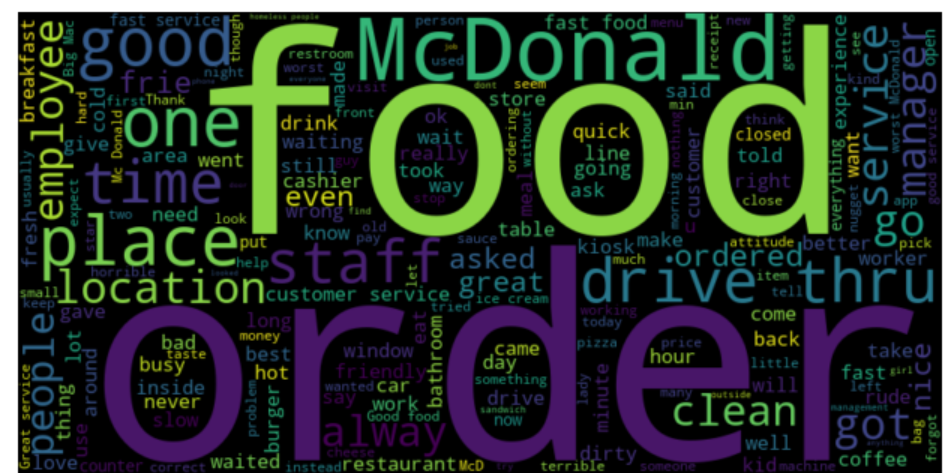 homeless people
fast service
though
good
breakfast
Big Mac
employee
frie
hard
cold
first
Thank
night
give
Mc Donald
one
area
went
time
usually
expect
fresh
two
need
star
place
look
put
help
horrible
small
location
keep
food
restroom
worst
everyone
made
visit
front
drink
waiting
still
guy
cashier
even
wrong
find
know
old
pay
McDonald
person
used
job
fast food
menu
new
receipt
getting
dont
seem
store
said
min
ok
wait
really
took
way
stop
ordering
without
meal
quick
line
going
ask
table
nothing
morning
customer
think
closed
told
right
close
everything
experience
want
kind
nugget
service
worst McDonald
good service
manager
see
open
app
go
pick
better
worker
attitude
kiosk
make
sauce
staff
asked
great
ice cream
tried
let
customer service
much
ordered
item
tell
drive thru
order
people
gave
lot
around
thing
use
love
Great service
counter
correct
bad
taste
busy
inside
never
slow
long
money
best
hot
burger
problem
waited
instead
restaurant
McD
window
friendly
say
wanted
car
work
Good food
alway
cheese
eat
bathroom
came
day
something
drive
now
sandwich
try
terrible
working
today
pizza
lady
minute
dirty
someone
price
hour
many
outside
clean
kid
machine
come
back
little
will
well
management
anything
got
take
fast
girl
left
rude
nice
bag
forgot
coffee
looked